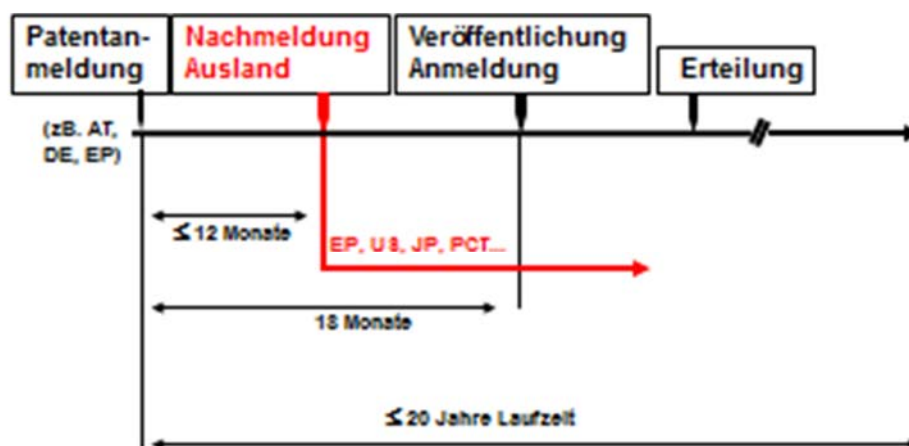 Patentan-
meldung
Nachmeldung
Ausland
Veröffentlichung
Anmeldung
Erteilung
(zB. AT,
DE, EP)
≤ 12 Monate
EP, US, JP, PCT...
18 Monate
≤ 20 Jahre Laufzeit